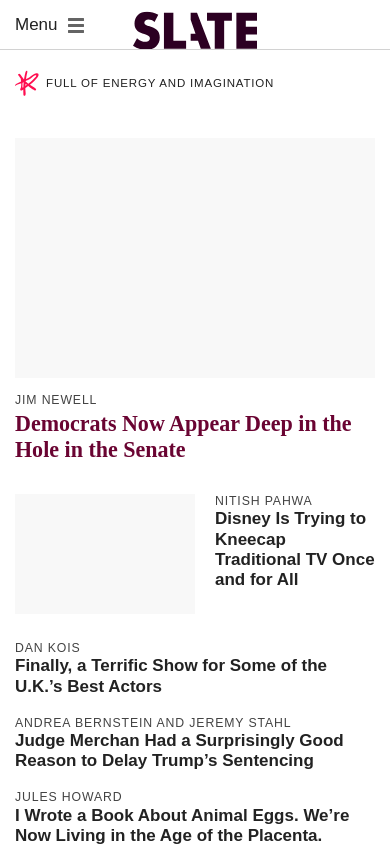 Menu
SLATE
FULL OF ENERGY AND IMAGINATION
JIM NEWELL
Democrats Now Appear Deep in the
Hole in the Senate
NITISH PAHWA
Disney Is Trying to
Kneecap
Traditional TV Once
and for All
DAN KOIS
Finally, a Terrific Show for Some of the
U.K.’s Best Actors
ANDREA BERNSTEIN AND JEREMY STAHL
Judge Merchan Had a Surprisingly Good
Reason to Delay Trump’s Sentencing
JULES HOWARD
I Wrote a Book About Animal Eggs. We’re
Now Living in the Age of the Placenta.